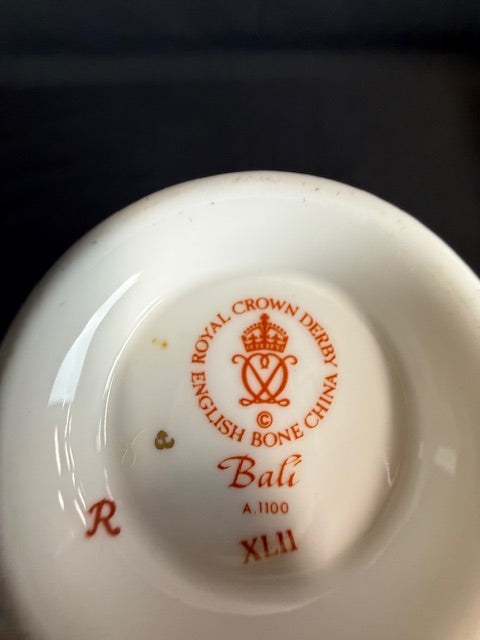 ROYAL CROWN DERBY
ENGLISH BONE CHINA
©
Bali
A.1100
XLII
R
&